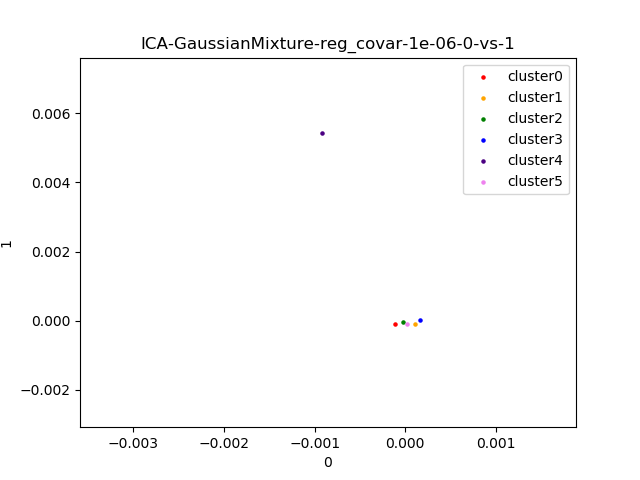 ICA-GaussianMixture-reg_covar-1e-06-0-vs-1
cluster0
cluster1
cluster2
cluster3
cluster4
cluster5
0.006
0.004
0.002
0.000
−0.002
1
−0.003
−0.002
−0.001
0.000
0.001
0